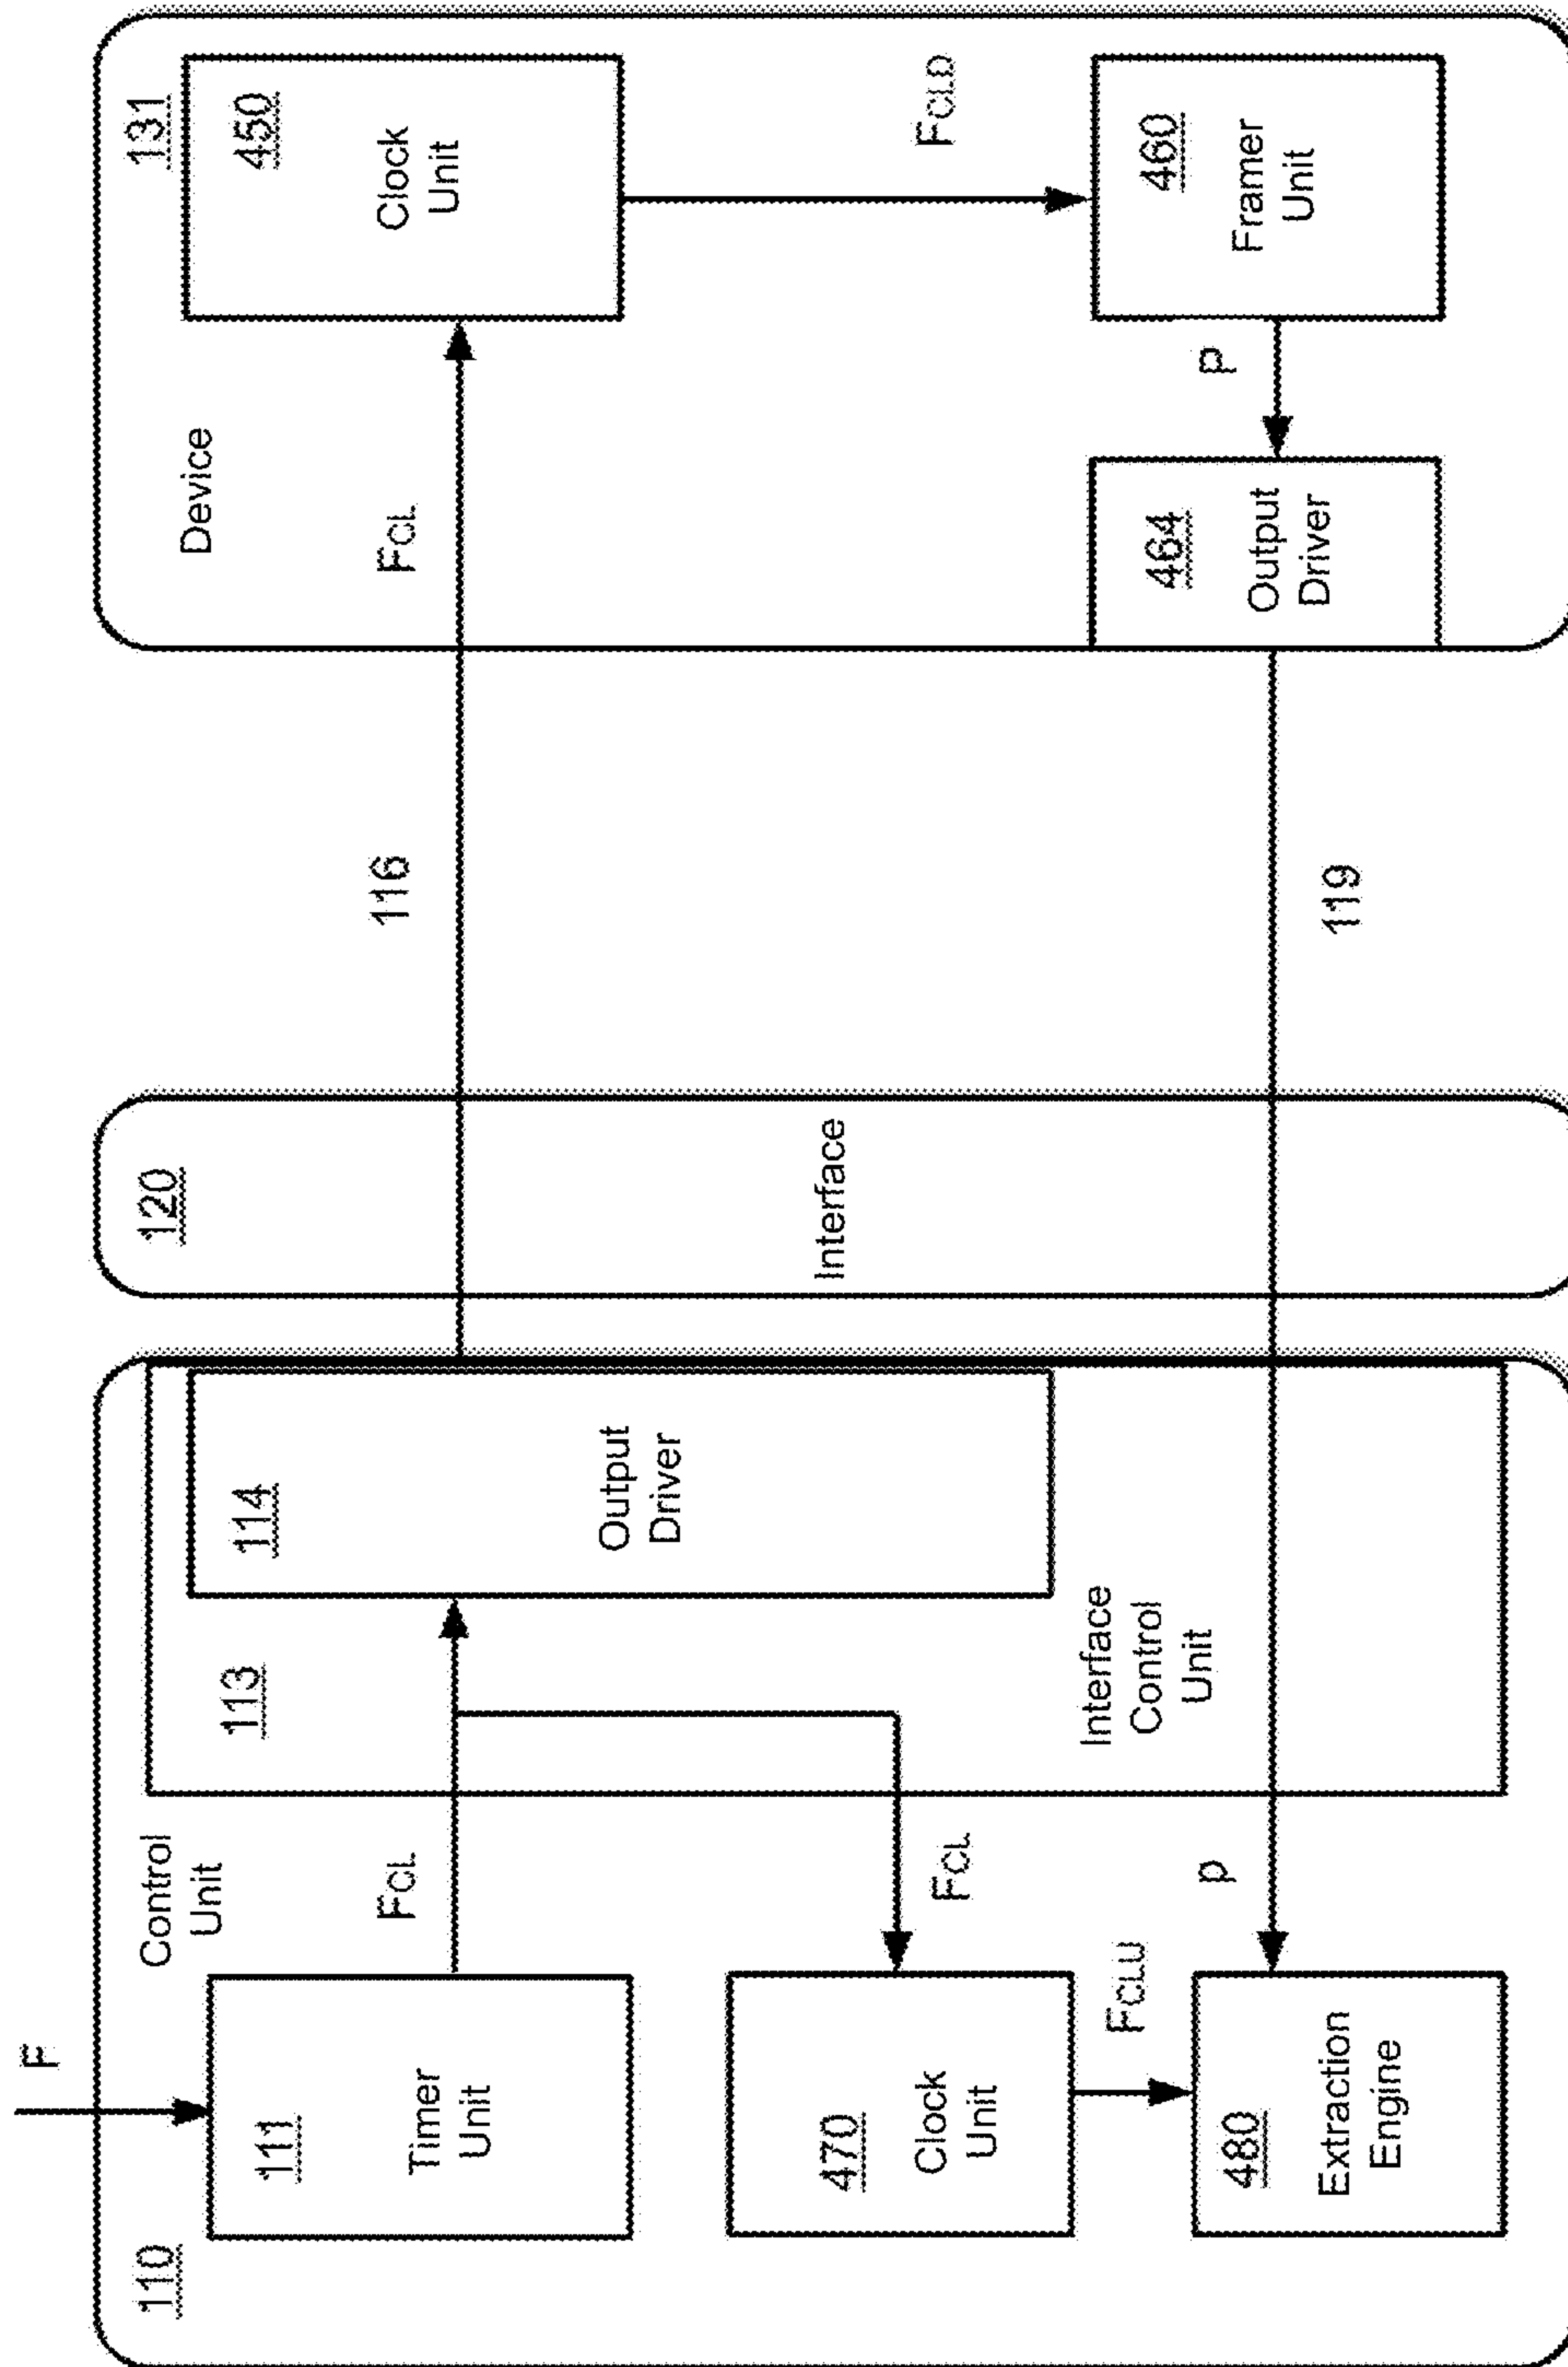 F
110
Control
Unit
111
Timer
Unit
FCL
113
114
Output
Driver
Interface
Control
Unit
470
Clock
Unit
FCL
FCLU
480
Extraction
Engine
p
120
Interface
116
119
131
Device
FCL
450
Clock
Unit
FCLD
460
Framer
Unit
p
464
Output
Driver